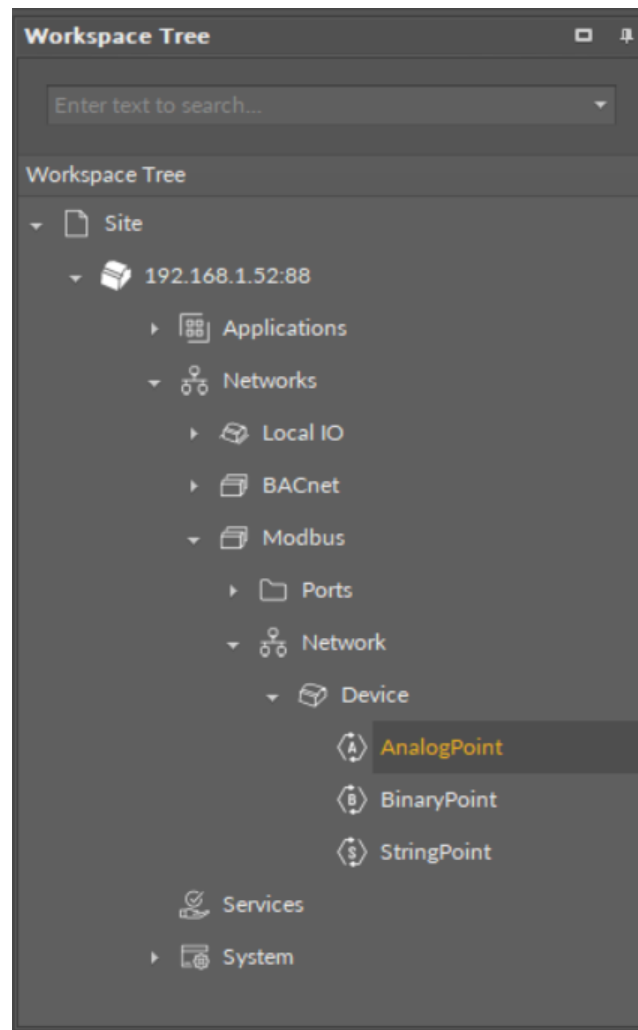 Workspace Tree
Enter text to search...
Workspace Tree
Site
192.168.1.52:88
Applications
Networks
Local IO
BACnet
Modbus
Ports
Network
Device
A AnalogPoint
B BinaryPoint
S StringPoint
Services
System